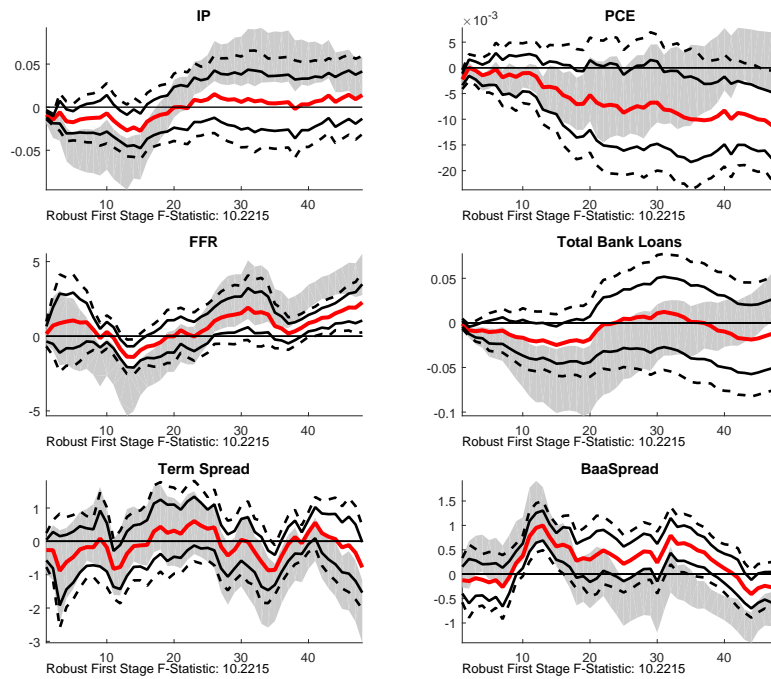 IP
0.05
0
-0.05
10 20 30 40
Robust First Stage F-Statistic: 10.2215
PCE
×10⁻³
5
0
-5
-10
-15
-20
10 20 30 40
Robust First Stage F-Statistic: 10.2215
FFR
5
0
-5
10 20 30 40
Robust First Stage F-Statistic: 10.2215
Total Bank Loans
0.05
0
-0.05
-0.1
10 20 30 40
Robust First Stage F-Statistic: 10.2215
Term Spread
1
0
-1
-2
-3
10 20 30 40
Robust First Stage F-Statistic: 10.2215
BaaSpread
1.5
1
0.5
0
-0.5
-1
10 20 30 40
Robust First Stage F-Statistic: 10.2215